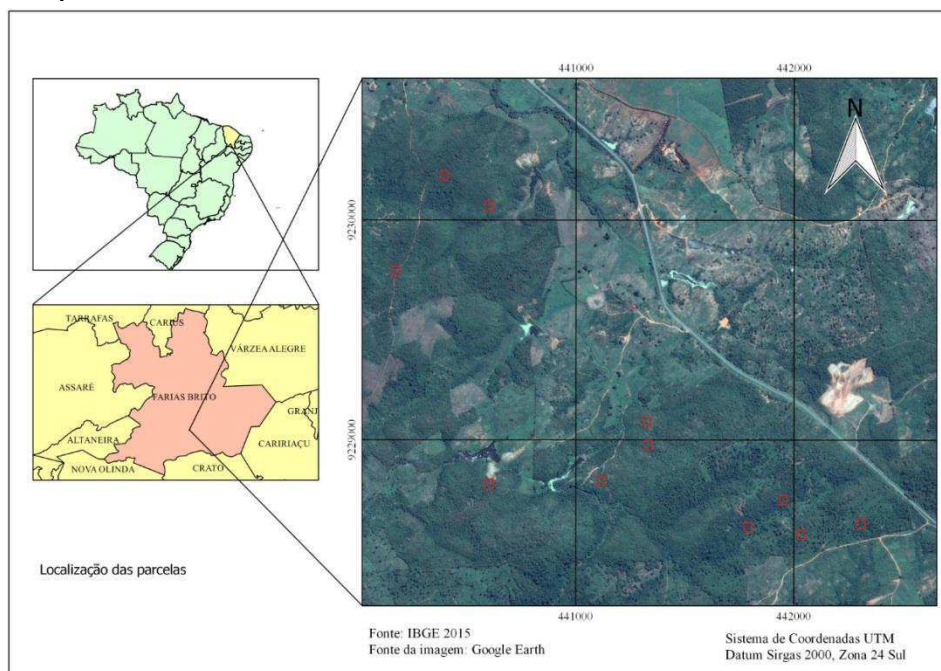 441000
442000
N
9230000
9229000
TARRAFAS
CARIUS
VÁRZEA ALEGRE
ASSARÉ
FARIAS BRITO
GRANJ
ALTANEIRA
CARIRIAÇU
NOVA OLINDA
CRATO
Localização das parcelas
441000
442000
Fonte: IBGE 2015
Fonte da imagem: Google Earth
Sistema de Coordenadas UTM
Datum Sirgas 2000, Zona 24 Sul